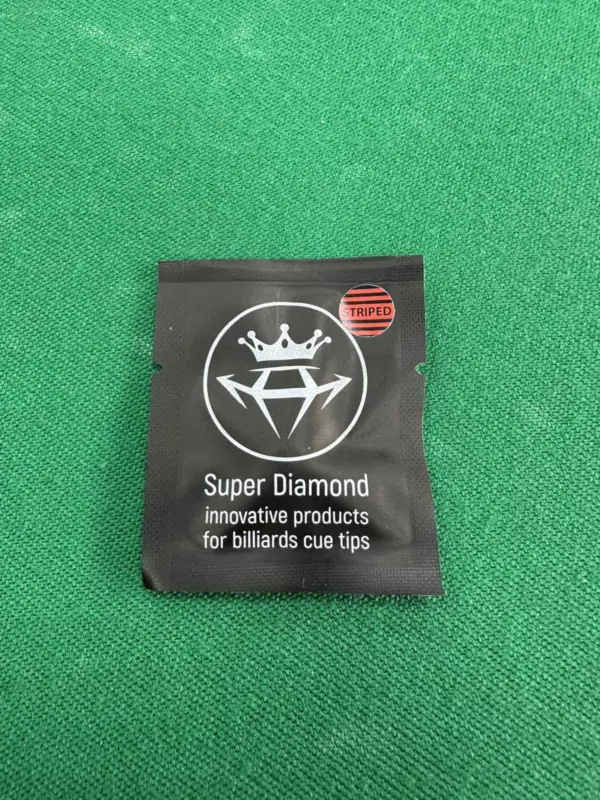 STRIPED
Super Diamond
innovative products
for billiards cue tips